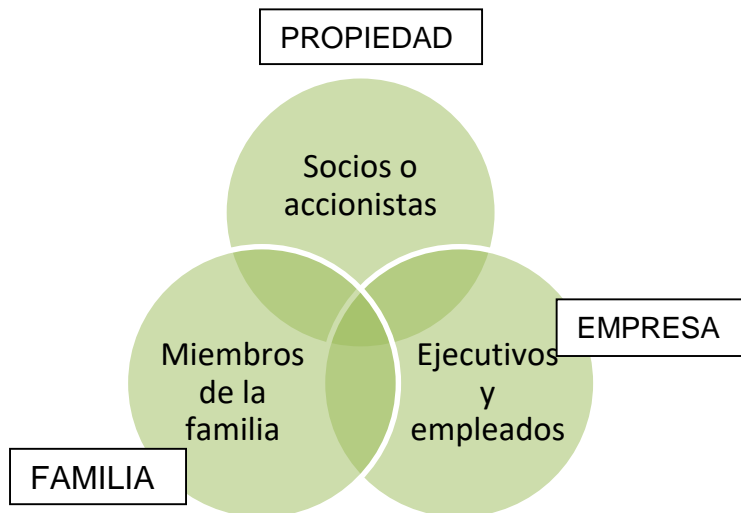 PROPIEDAD
Socios o
accionistas
EMPRESA
Miembros
de la
familia
Ejecutivos
y
empleados
FAMILIA